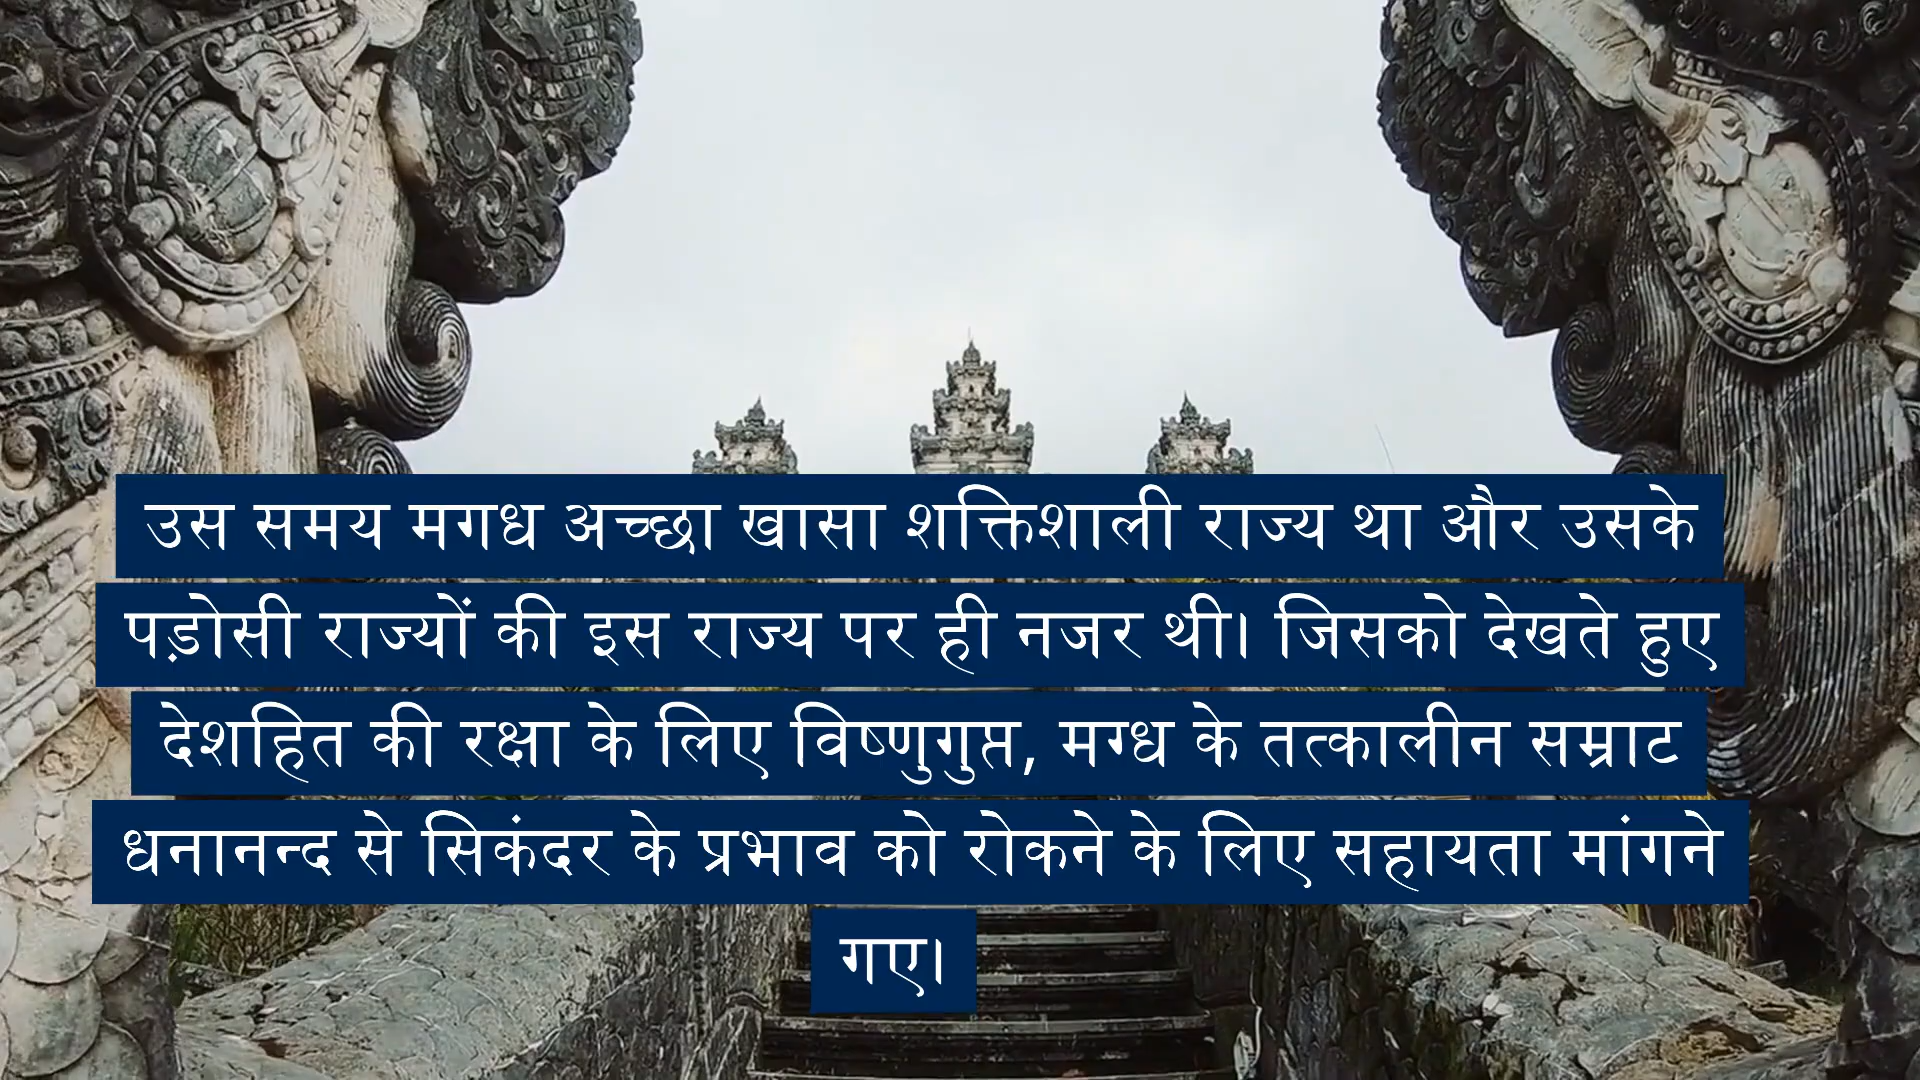 उस समय मगध अच्छा खासा शक्तिशाली राज्य था और उसके
पड़ोसी राज्यों की इस राज्य पर ही नजर थी। जिसको देखते हुए
देशहित की रक्षा के लिए विष्णुगुप्त, मग्ध के तत्कालीन सम्राट
धनानन्द से सिकंदर के प्रभाव को रोकने के लिए सहायता मांगने
गए।